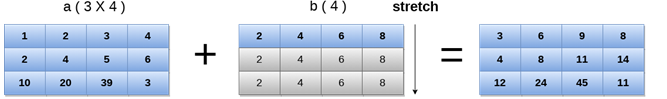 a ( 3 X 4 ) b ( 4 ) stretch
1 2 3 4 2 4 6 8 3 6 9 8
2 4 5 6 + 2 4 6 8 = 4 8 11 14
10 20 39 3 2 4 6 8 12 24 45 11